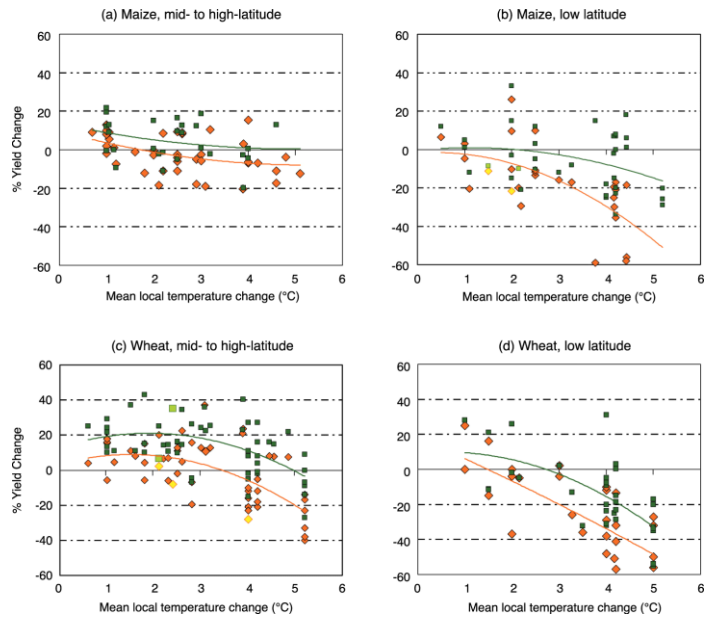 (a) Maize, mid- to high-latitude
(b) Maize, low latitude
60
40
20
0
-20
-40
-60
60
40
20
0
-20
-40
-60
% Yield Change
0 1 2 3 4 5 6
0 1 2 3 4 5 6
Mean local temperature change (°C)
Mean local temperature change (°C)
(c) Wheat, mid- to high-latitude
(d) Wheat, low latitude
60
40
20
0
-20
-40
-60
60
40
20
0
-20
-40
-60
% Yield Change
0 1 2 3 4 5 6
0 1 2 3 4 5 6
Mean local temperature change (°C)
Mean local temperature change (°C)